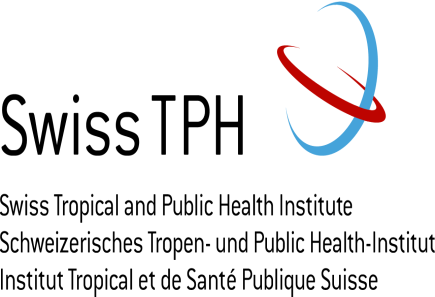 Swiss TPH
Swiss Tropical and Public Health Institute
Schweizerisches Tropen- und Public Health-Institut
Institut Tropical et de Santé Publique Suisse